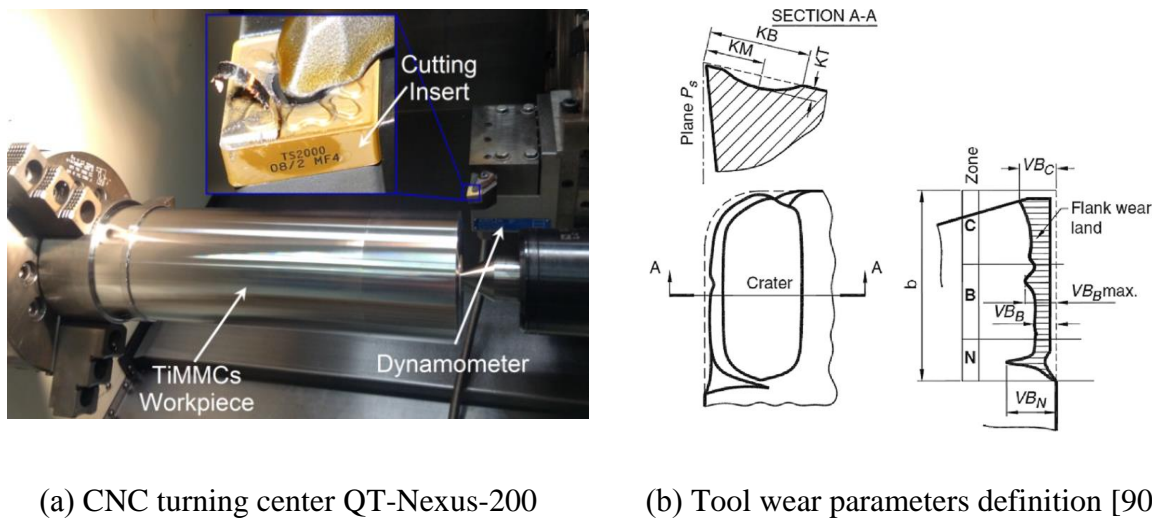 Cutting
Insert
TS2000
08/2 MF4
TiMMCs
Workpiece
Dynamometer
SECTION A-A
KB
KM
KT
Plane Ps
Zone
VBC
Flank wear
land
C
A
A
Crater
b
B
VBBmax.
VBB
N
VBN
(a) CNC turning center QT-Nexus-200
(b) Tool wear parameters definition [90